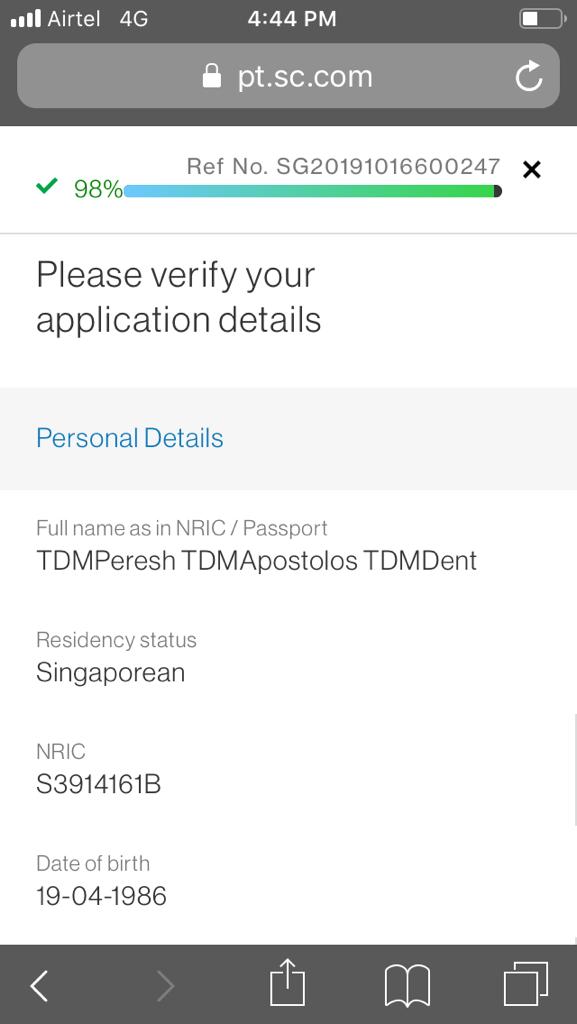 Airtel 4G 4:44 PM
pt.sc.com
Ref No. SG20191016600247
98%
Please verify your
application details
Personal Details
Full name as in NRIC / Passport
TDMPeresh TDMApostolos TDMDent
Residency status
Singaporean
NRIC
S3914161B
Date of birth
19-04-1986